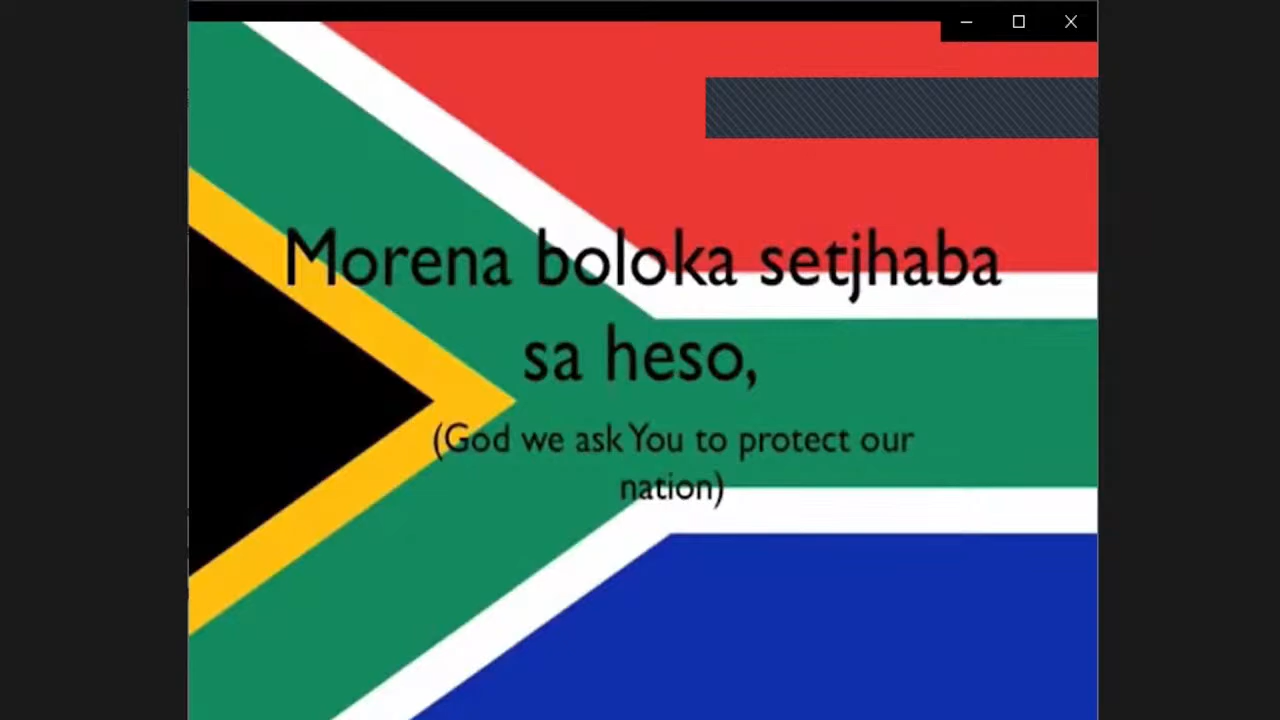 Morena boloka setjhaba
sa heso,
(God we ask You to protect our
nation)